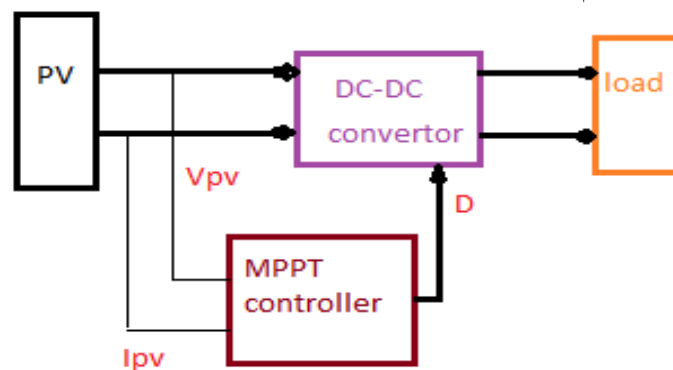 PV
DC-DC
convertor
load
Vpv
D
MPPT
controller
Ipv